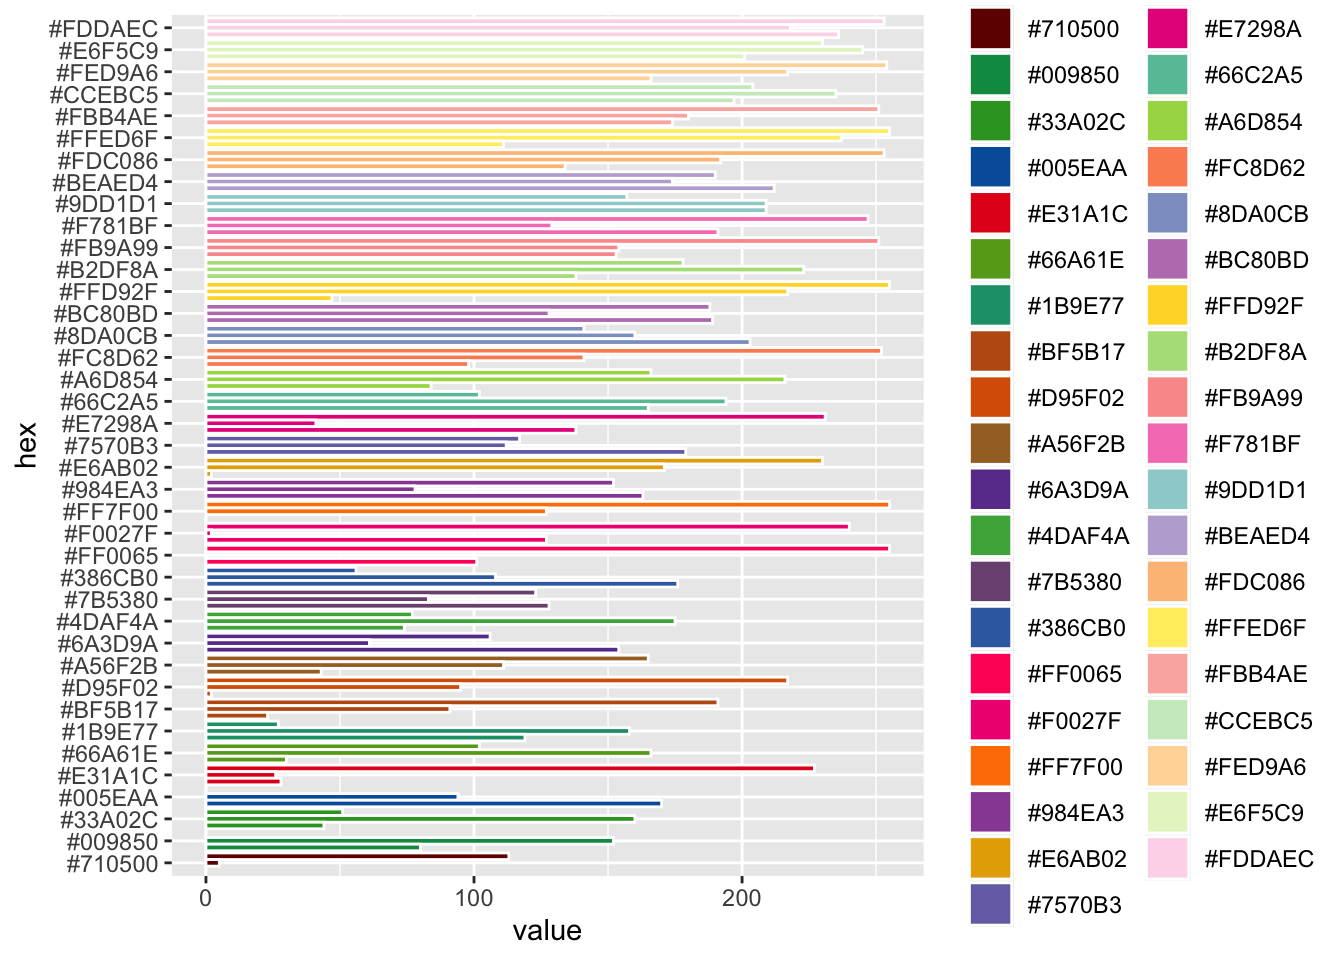 hex
#FDDAEC
#E6F5C9
#FED9A6
#CCEBC5
#FBB4AE
#FFED6F
#FDC086
#BEAED4
#9DD1D1
#F781BF
#FB9A99
#B2DF8A
#FFD92F
#BC80BD
#8DA0CB
#FC8D62
#A6D854
#66C2A5
#E7298A
#7570B3
#E6AB02
#984EA3
#FF7F00
#F0027F
#FF0065
#386CB0
#7B5380
#4DAF4A
#6A3D9A
#A56F2B
#D95F02
#BF5B17
#1B9E77
#66A61E
#E31A1C
#005EAA
#33A02C
#009850
#710500
0 100 200
value
#710500
#009850
#33A02C
#005EAA
#E31A1C
#66A61E
#1B9E77
#BF5B17
#D95F02
#A56F2B
#6A3D9A
#4DAF4A
#7B5380
#386CB0
#FF0065
#F0027F
#FF7F00
#984EA3
#E6AB02
#7570B3
#E7298A
#66C2A5
#A6D854
#FC8D62
#8DA0CB
#BC80BD
#FFD92F
#B2DF8A
#FB9A99
#F781BF
#9DD1D1
#BEAED4
#FDC086
#FFED6F
#FBB4AE
#CCEBC5
#FED9A6
#E6F5C9
#FDDAEC